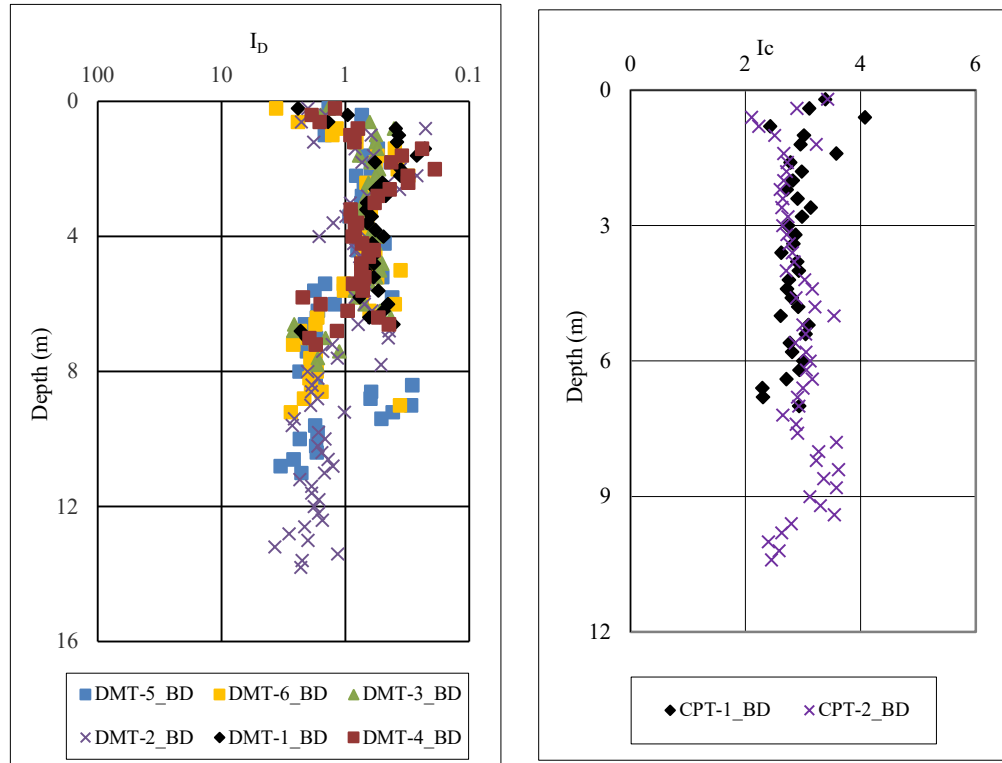 I_D
100 10 1 0.1
0
4
8
12
16
Depth (m)
DMT-5_BD DMT-6_BD DMT-3_BD
DMT-2_BD DMT-1_BD DMT-4_BD
Ic
0 2 4 6
0
3
6
9
12
Depth (m)
CPT-1_BD CPT-2_BD